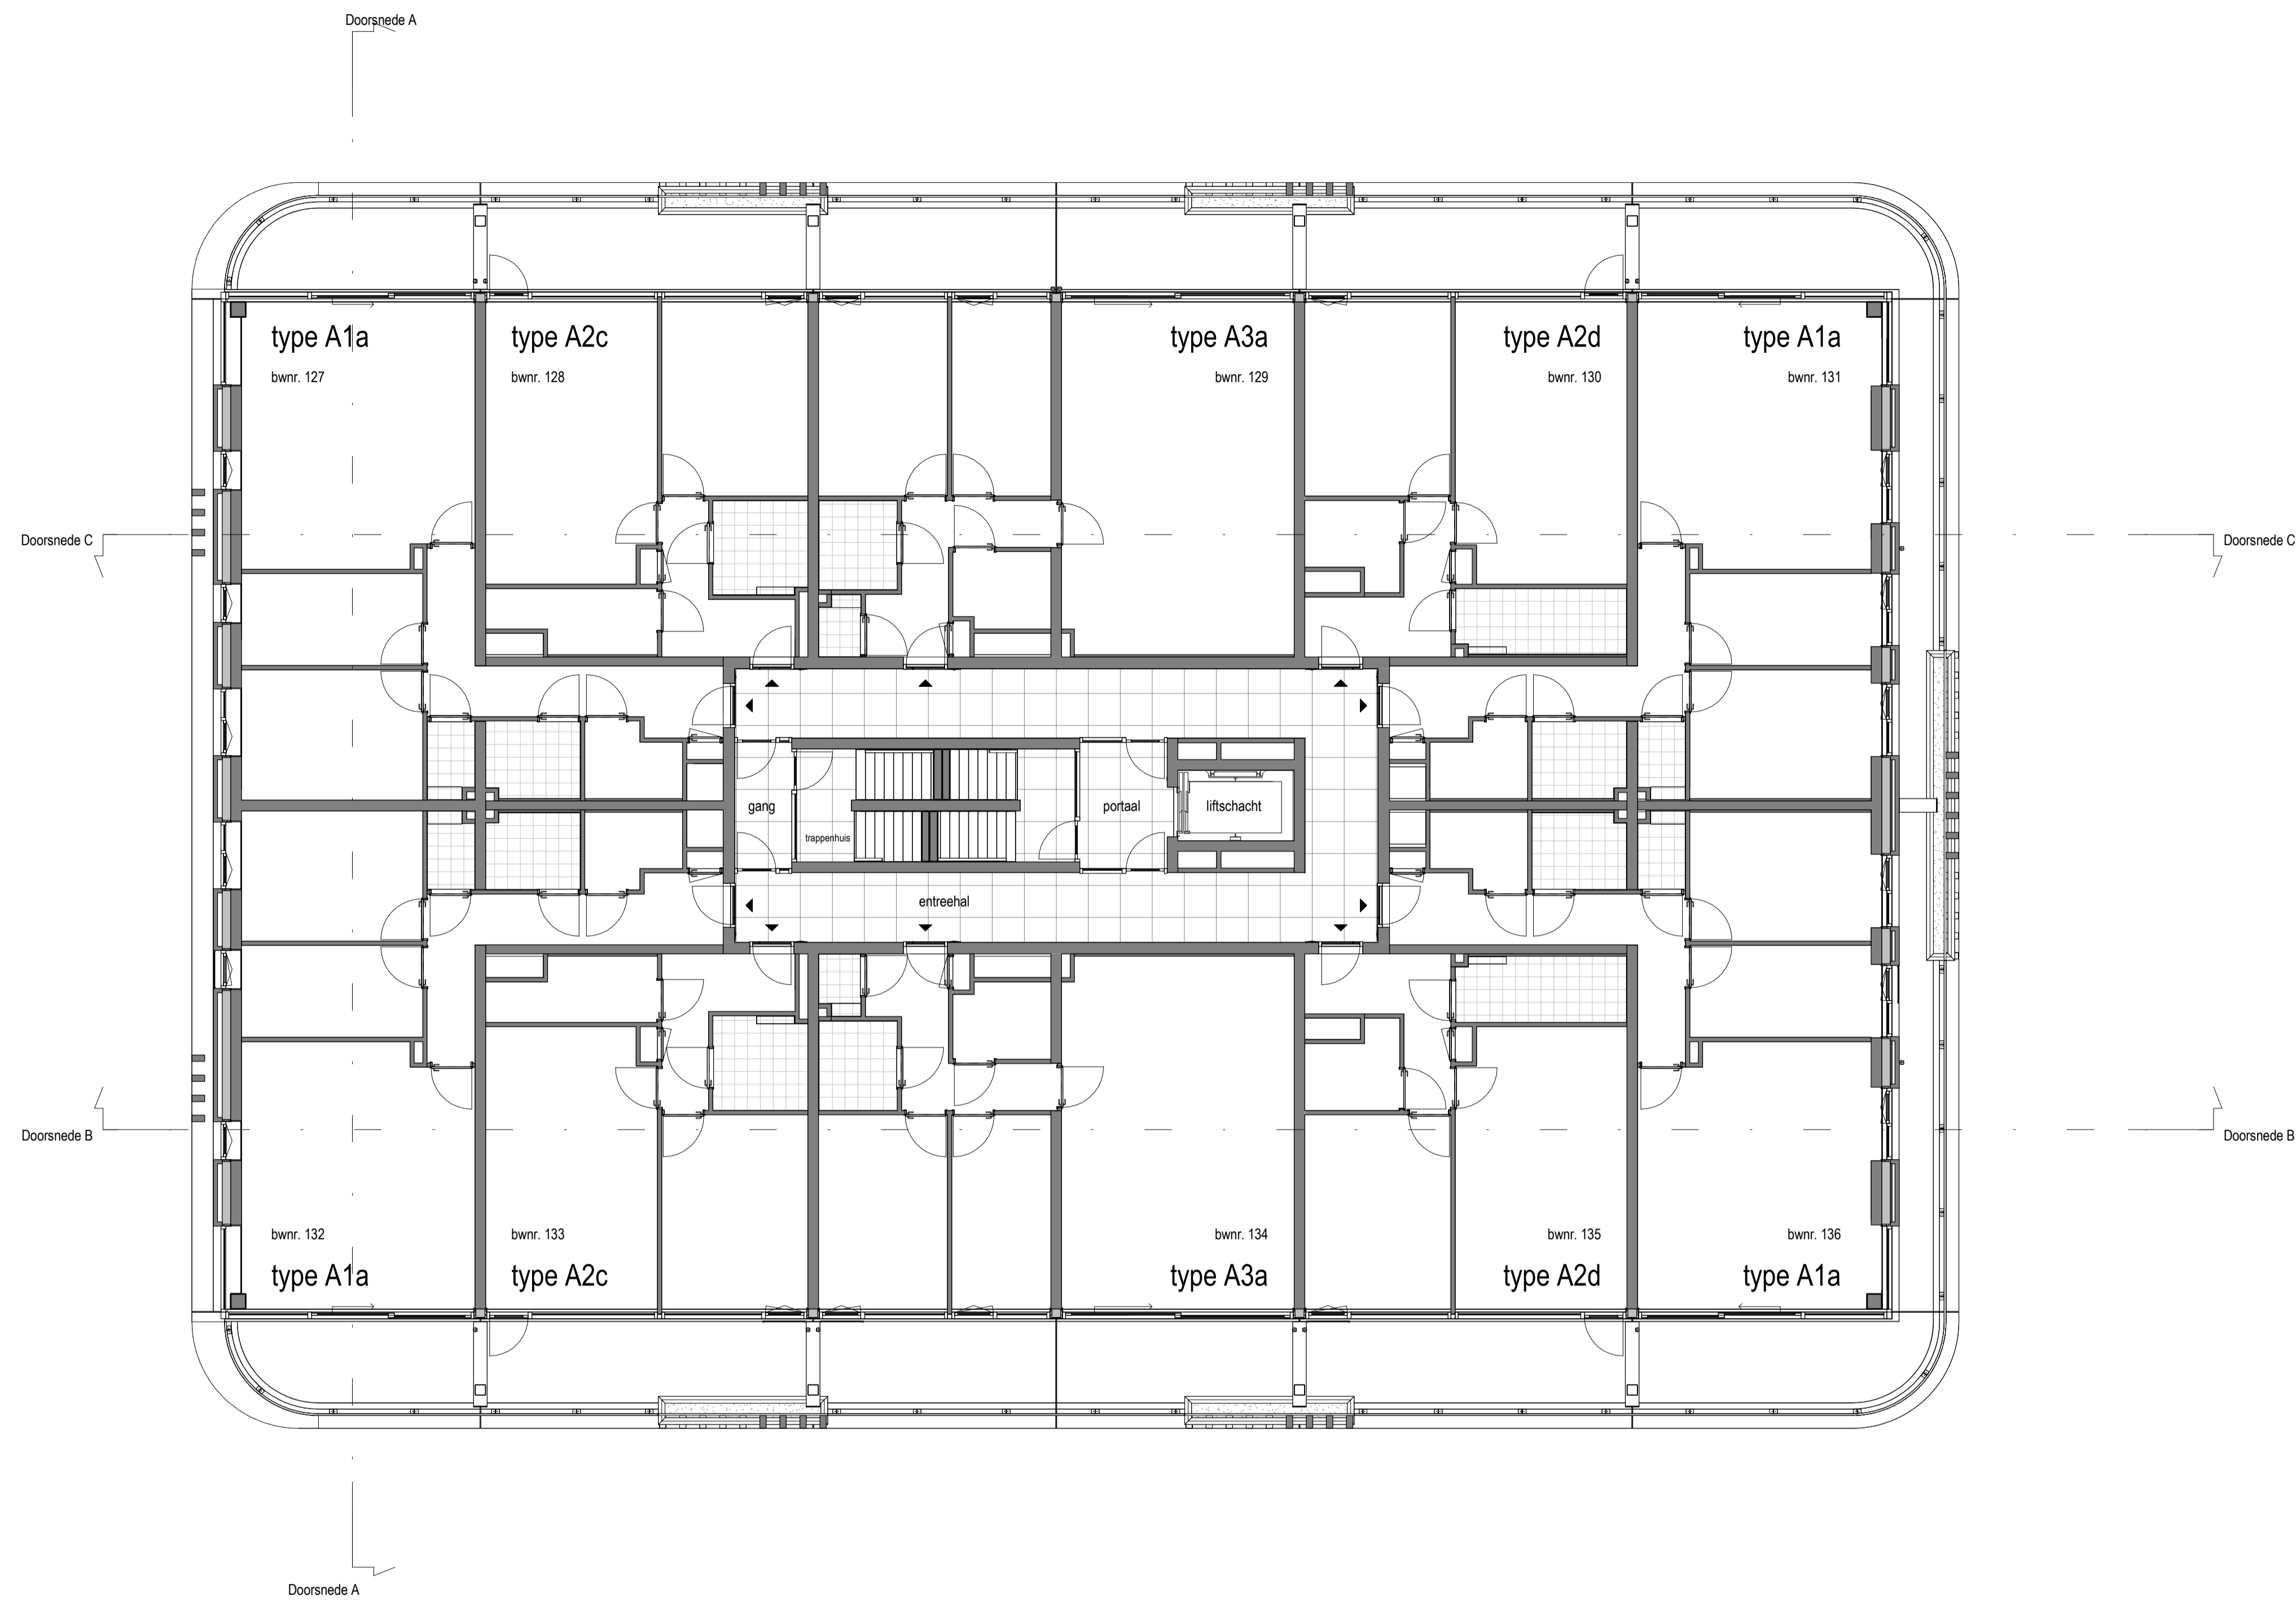 Doorsnede A
type A1a
type A2c
type A3a
type A2d
type A1a
bwnr. 127
bwnr. 128
bwnr. 129
bwnr. 130
bwnr. 131
Doorsnede C
Doorsnede C
gang
portaal
liftschacht
trappenhuis
entreehal
Doorsnede B
Doorsnede B
bwnr. 132
bwnr. 133
bwnr. 134
bwnr. 135
bwnr. 136
type A1a
type A2c
type A3a
type A2d
type A1a
Doorsnede A